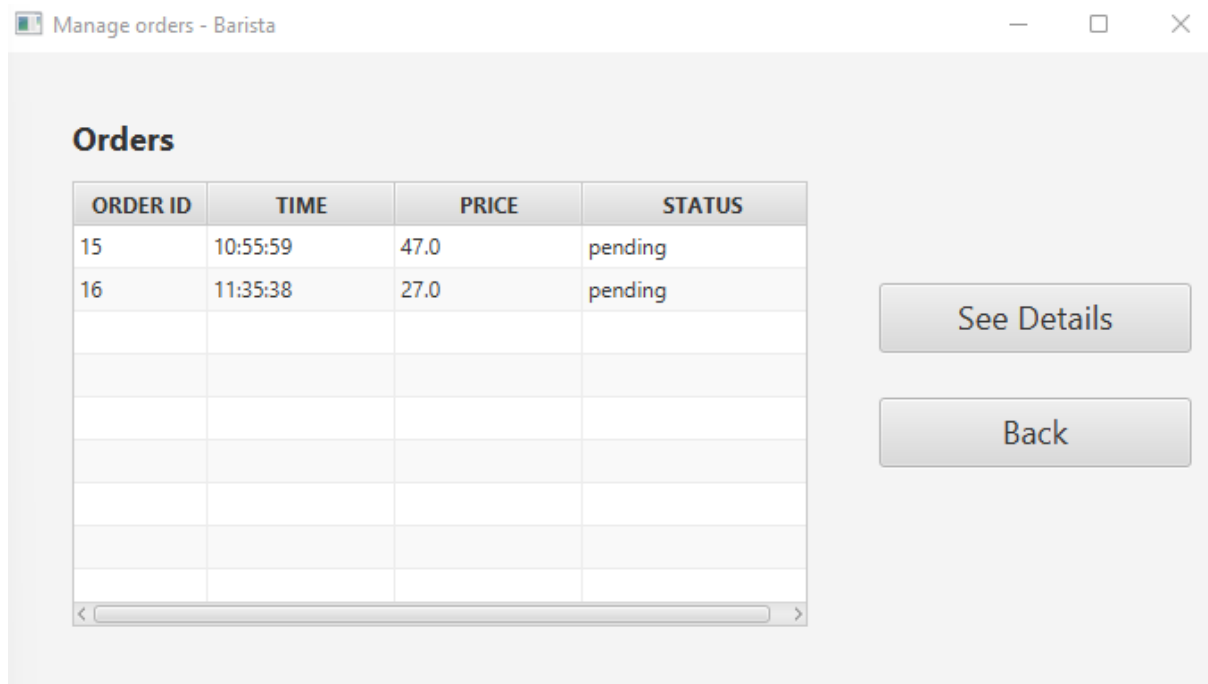 Manage orders - Barista
Orders
ORDER ID TIME PRICE STATUS
15 10:55:59 47.0 pending
16 11:35:38 27.0 pending
See Details
Back